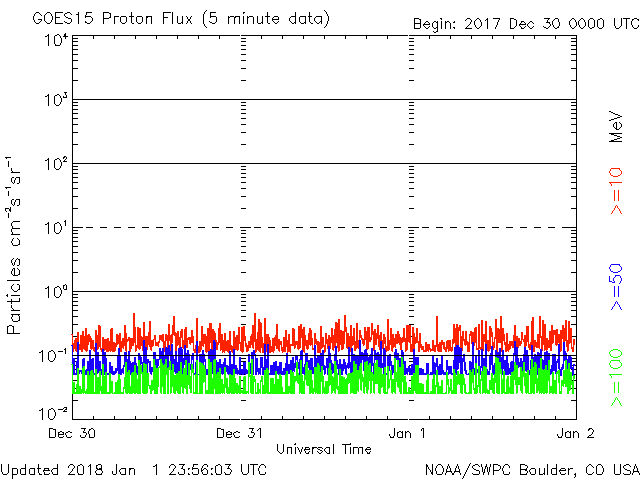 GOES15 Proton Flux (5 minute data)
Begin: 2017 Dec 30 0000 UTC
Particles cm⁻²s⁻¹sr⁻¹
10⁴
10³
10²
10¹
10⁰
10⁻¹
10⁻²
Dec 30
Dec 31
Jan 1
Jan 2
Universal Time
MeV
>=10
>=50
>=100
Updated 2018 Jan 1 23:56:03 UTC
NOAA/SWPC Boulder, CO USA